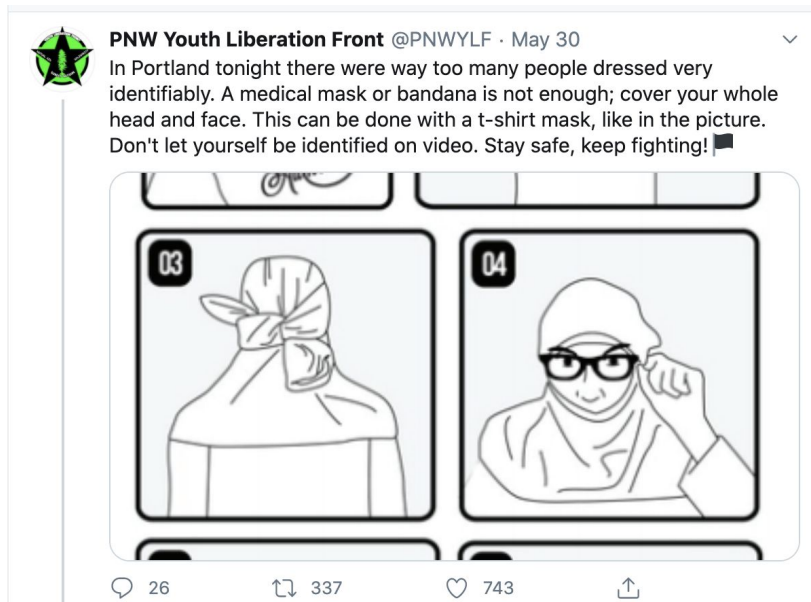 PNW Youth Liberation Front @PNWYLF · May 30
In Portland tonight there were way too many people dressed very
identifiably. A medical mask or bandana is not enough; cover your whole
head and face. This can be done with a t-shirt mask, like in the picture.
Don't let yourself be identified on video. Stay safe, keep fighting!🏴
03
04
26
337
743